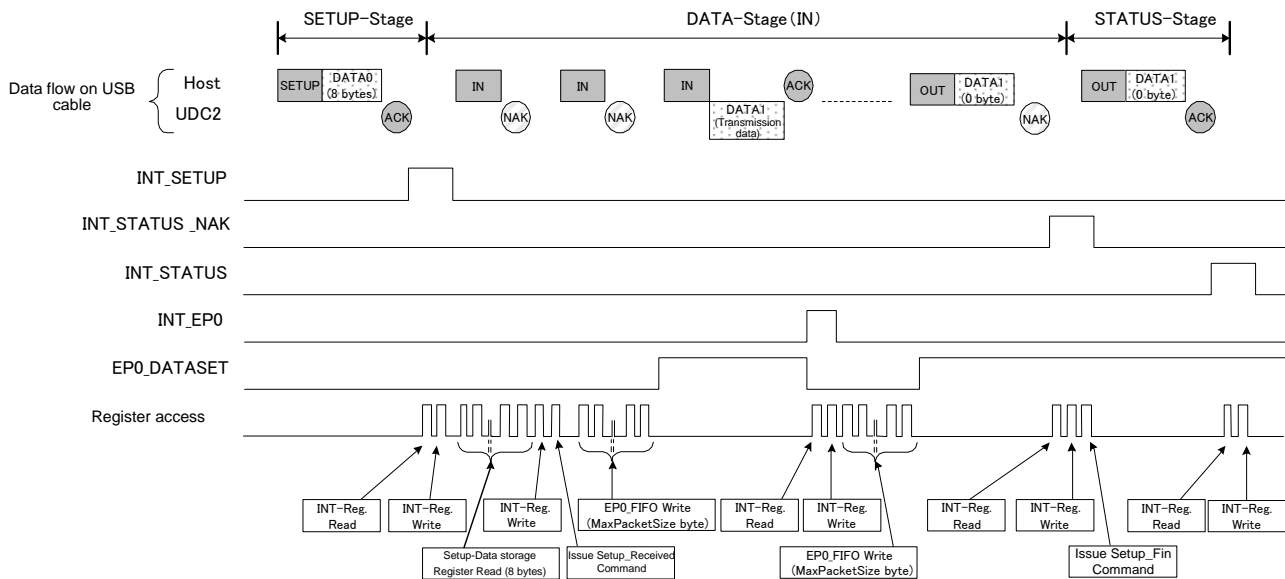 SETUP-Stage
DATA-Stage(IN)
STATUS-Stage
Data flow on USB
cable
Host
UDC2
SETUP
DATA0
(8 bytes)
ACK
IN
NAK
IN
NAK
IN
DATA1
(Transmission
data)
ACK
OUT
DATA1
(0 byte)
NAK
OUT
DATA1
(0 byte)
ACK
INT_SETUP
INT_STATUS _NAK
INT_STATUS
INT_EP0
EP0_DATASET
Register access
INT-Reg.
Read
INT-Reg.
Write
INT-Reg.
Write
EP0_FIFO Write
(MaxPacketSize byte)
INT-Reg.
Read
INT-Reg.
Write
INT-Reg.
Read
INT-Reg.
Write
INT-Reg.
Read
INT-Reg.
Write
Setup-Data storage
Register Read (8 bytes)
Issue Setup_Received
Command
EP0_FIFO Write
(MaxPacketSize byte)
Issue Setup_Fin
Command